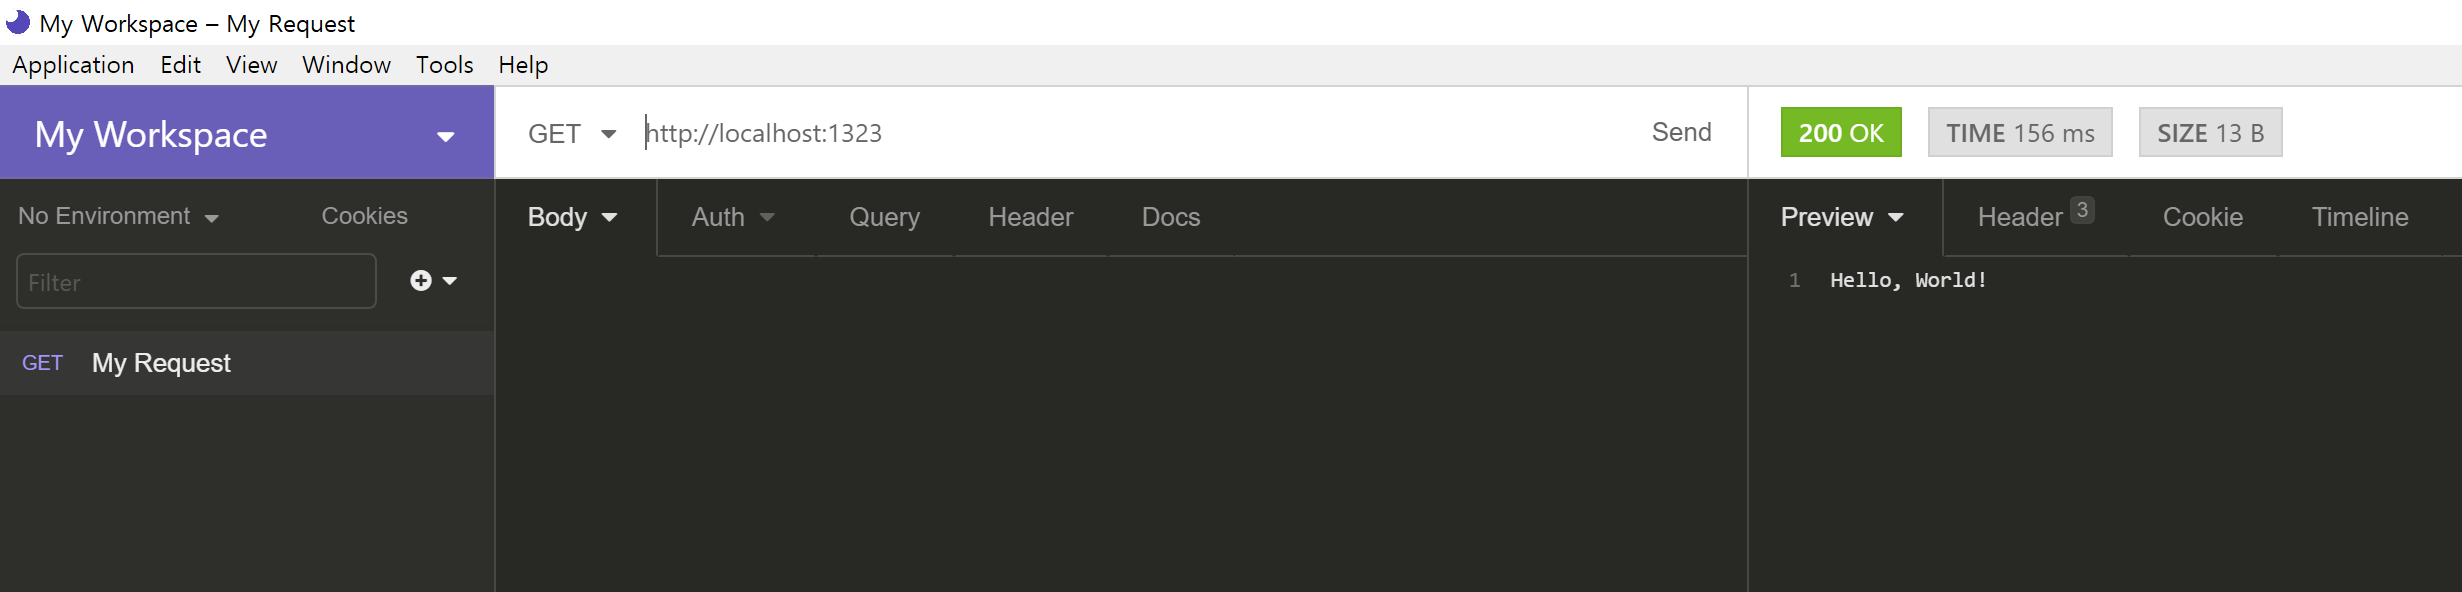 My Workspace – My Request
Application Edit View Window Tools Help
My Workspace
GET http://localhost:1323 Send
200 OK TIME 156 ms SIZE 13 B
No Environment Cookies
Body Auth Query Header Docs
Preview Header 3 Cookie Timeline
Filter
1 Hello, World!
GET My Request